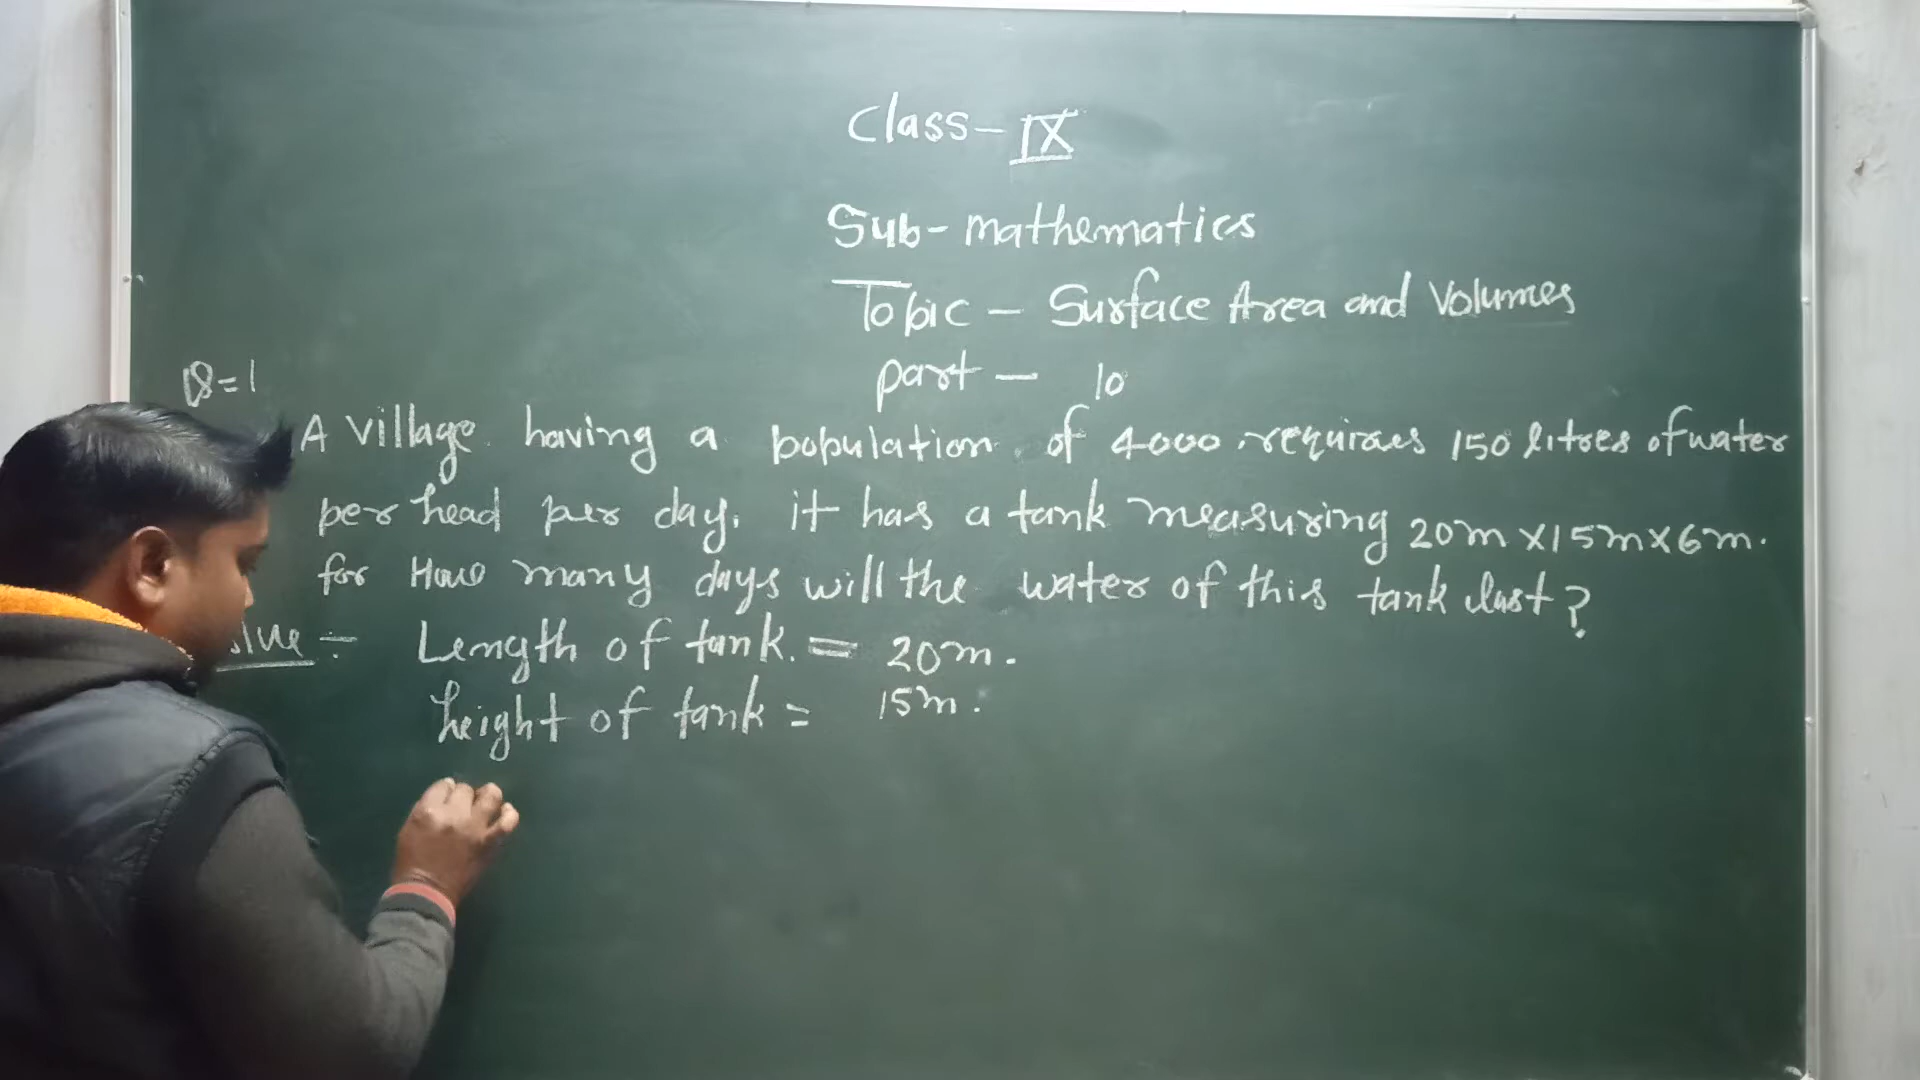 Class - IX
Sub - mathematics
Topic - Surface Area and Volumes
part - 10
Q=1
A village having a population of 4000 requires 150 litres of water
per head per day. it has a tank measuring 20m x15m x 6m.
for How many days will the water of this tank last?
Length of tank. = 20m.
height of tank = 15m.